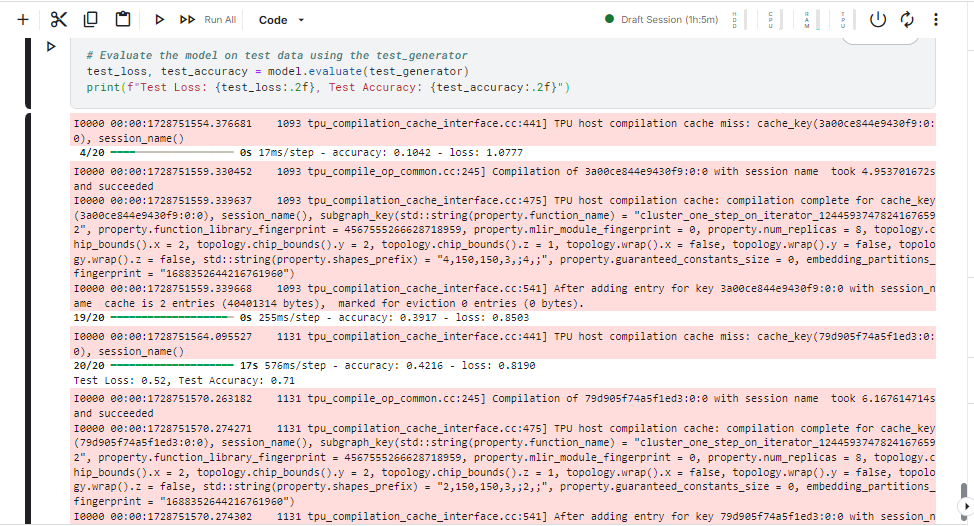 Run All Code Draft Session (1h:5m) HDD CPU RAM TPU
# Evaluate the model on test data using the test_generator
test_loss, test_accuracy = model.evaluate(test_generator)
print(f"Test Loss: {test_loss:.2f}, Test Accuracy: {test_accuracy:.2f}")
I0000 00:00:1728751554.376681    1093 tpu_compilation_cache_interface.cc:441] TPU host compilation cache miss: cache_key(3a00ce844e9430f9:0:
0), session_name()
4/20 0s 17ms/step - accuracy: 0.1042 - loss: 1.0777
I0000 00:00:1728751559.330452    1093 tpu_compile_op_common.cc:245] Compilation of 3a00ce844e9430f9:0:0 with session name  took 4.953701672s
and succeeded
I0000 00:00:1728751559.339637    1093 tpu_compilation_cache_interface.cc:475] TPU host compilation cache: compilation complete for cache_key
(3a00ce844e9430f9:0:0), session_name(), subgraph_key(std::string(property.function_name) = "cluster_one_step_on_iterator_1244593747824167659
2", property.function_library_fingerprint = 4567555266628718959, property.mlir_module_fingerprint = 0, property.num_replicas = 8, topology.c
hip_bounds().x = 2, topology.chip_bounds().y = 2, topology.chip_bounds().z = 1, topology.wrap().x = false, topology.wrap().y = false, topolo
gy.wrap().z = false, std::string(property.shapes_prefix) = "4,150,150,3,;4,;", property.guaranteed_constants_size = 0, embedding_partitions_
fingerprint = "1688352644216761960")
I0000 00:00:1728751559.339668    1093 tpu_compilation_cache_interface.cc:541] After adding entry for key 3a00ce844e9430f9:0:0 with session_n
ame  cache is 2 entries (40401314 bytes),  marked for eviction 0 entries (0 bytes).
19/20 0s 255ms/step - accuracy: 0.3917 - loss: 0.8503
I0000 00:00:1728751564.095527    1131 tpu_compilation_cache_interface.cc:441] TPU host compilation cache miss: cache_key(79d905f74a5f1ed3:0:
0), session_name()
20/20 17s 576ms/step - accuracy: 0.4216 - loss: 0.8190
Test Loss: 0.52, Test Accuracy: 0.71
I0000 00:00:1728751570.263182    1131 tpu_compile_op_common.cc:245] Compilation of 79d905f74a5f1ed3:0:0 with session name  took 6.167614714s
and succeeded
I0000 00:00:1728751570.274271    1131 tpu_compilation_cache_interface.cc:475] TPU host compilation cache: compilation complete for cache_key
(79d905f74a5f1ed3:0:0), session_name(), subgraph_key(std::string(property.function_name) = "cluster_one_step_on_iterator_1244593747824167659
2", property.function_library_fingerprint = 4567555266628718959, property.mlir_module_fingerprint = 0, property.num_replicas = 8, topology.c
hip_bounds().x = 2, topology.chip_bounds().y = 2, topology.chip_bounds().z = 1, topology.wrap().x = false, topology.wrap().y = false, topolo
gy.wrap().z = false, std::string(property.shapes_prefix) = "2,150,150,3,;2,;", property.guaranteed_constants_size = 0, embedding_partitions_
fingerprint = "1688352644216761960")
I0000 00:00:1728751570.274302    1131 tpu_compilation_cache_interface.cc:541] After adding entry for key 79d905f74a5f1ed3:0:0 with session_n